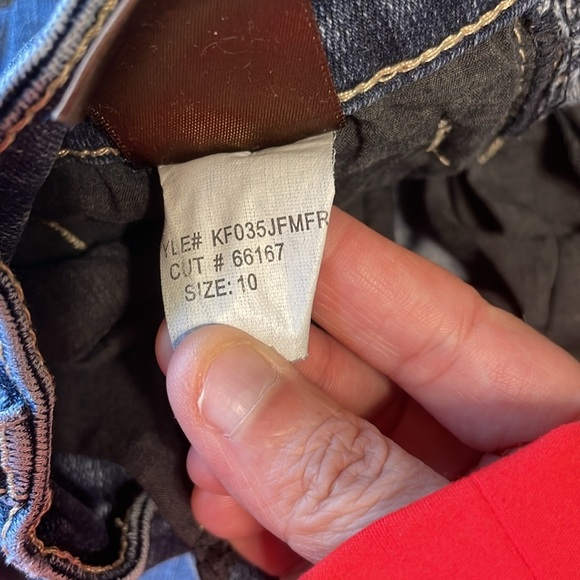 YLE# KF035JFMFR
CUT # 66167
SIZE: 10